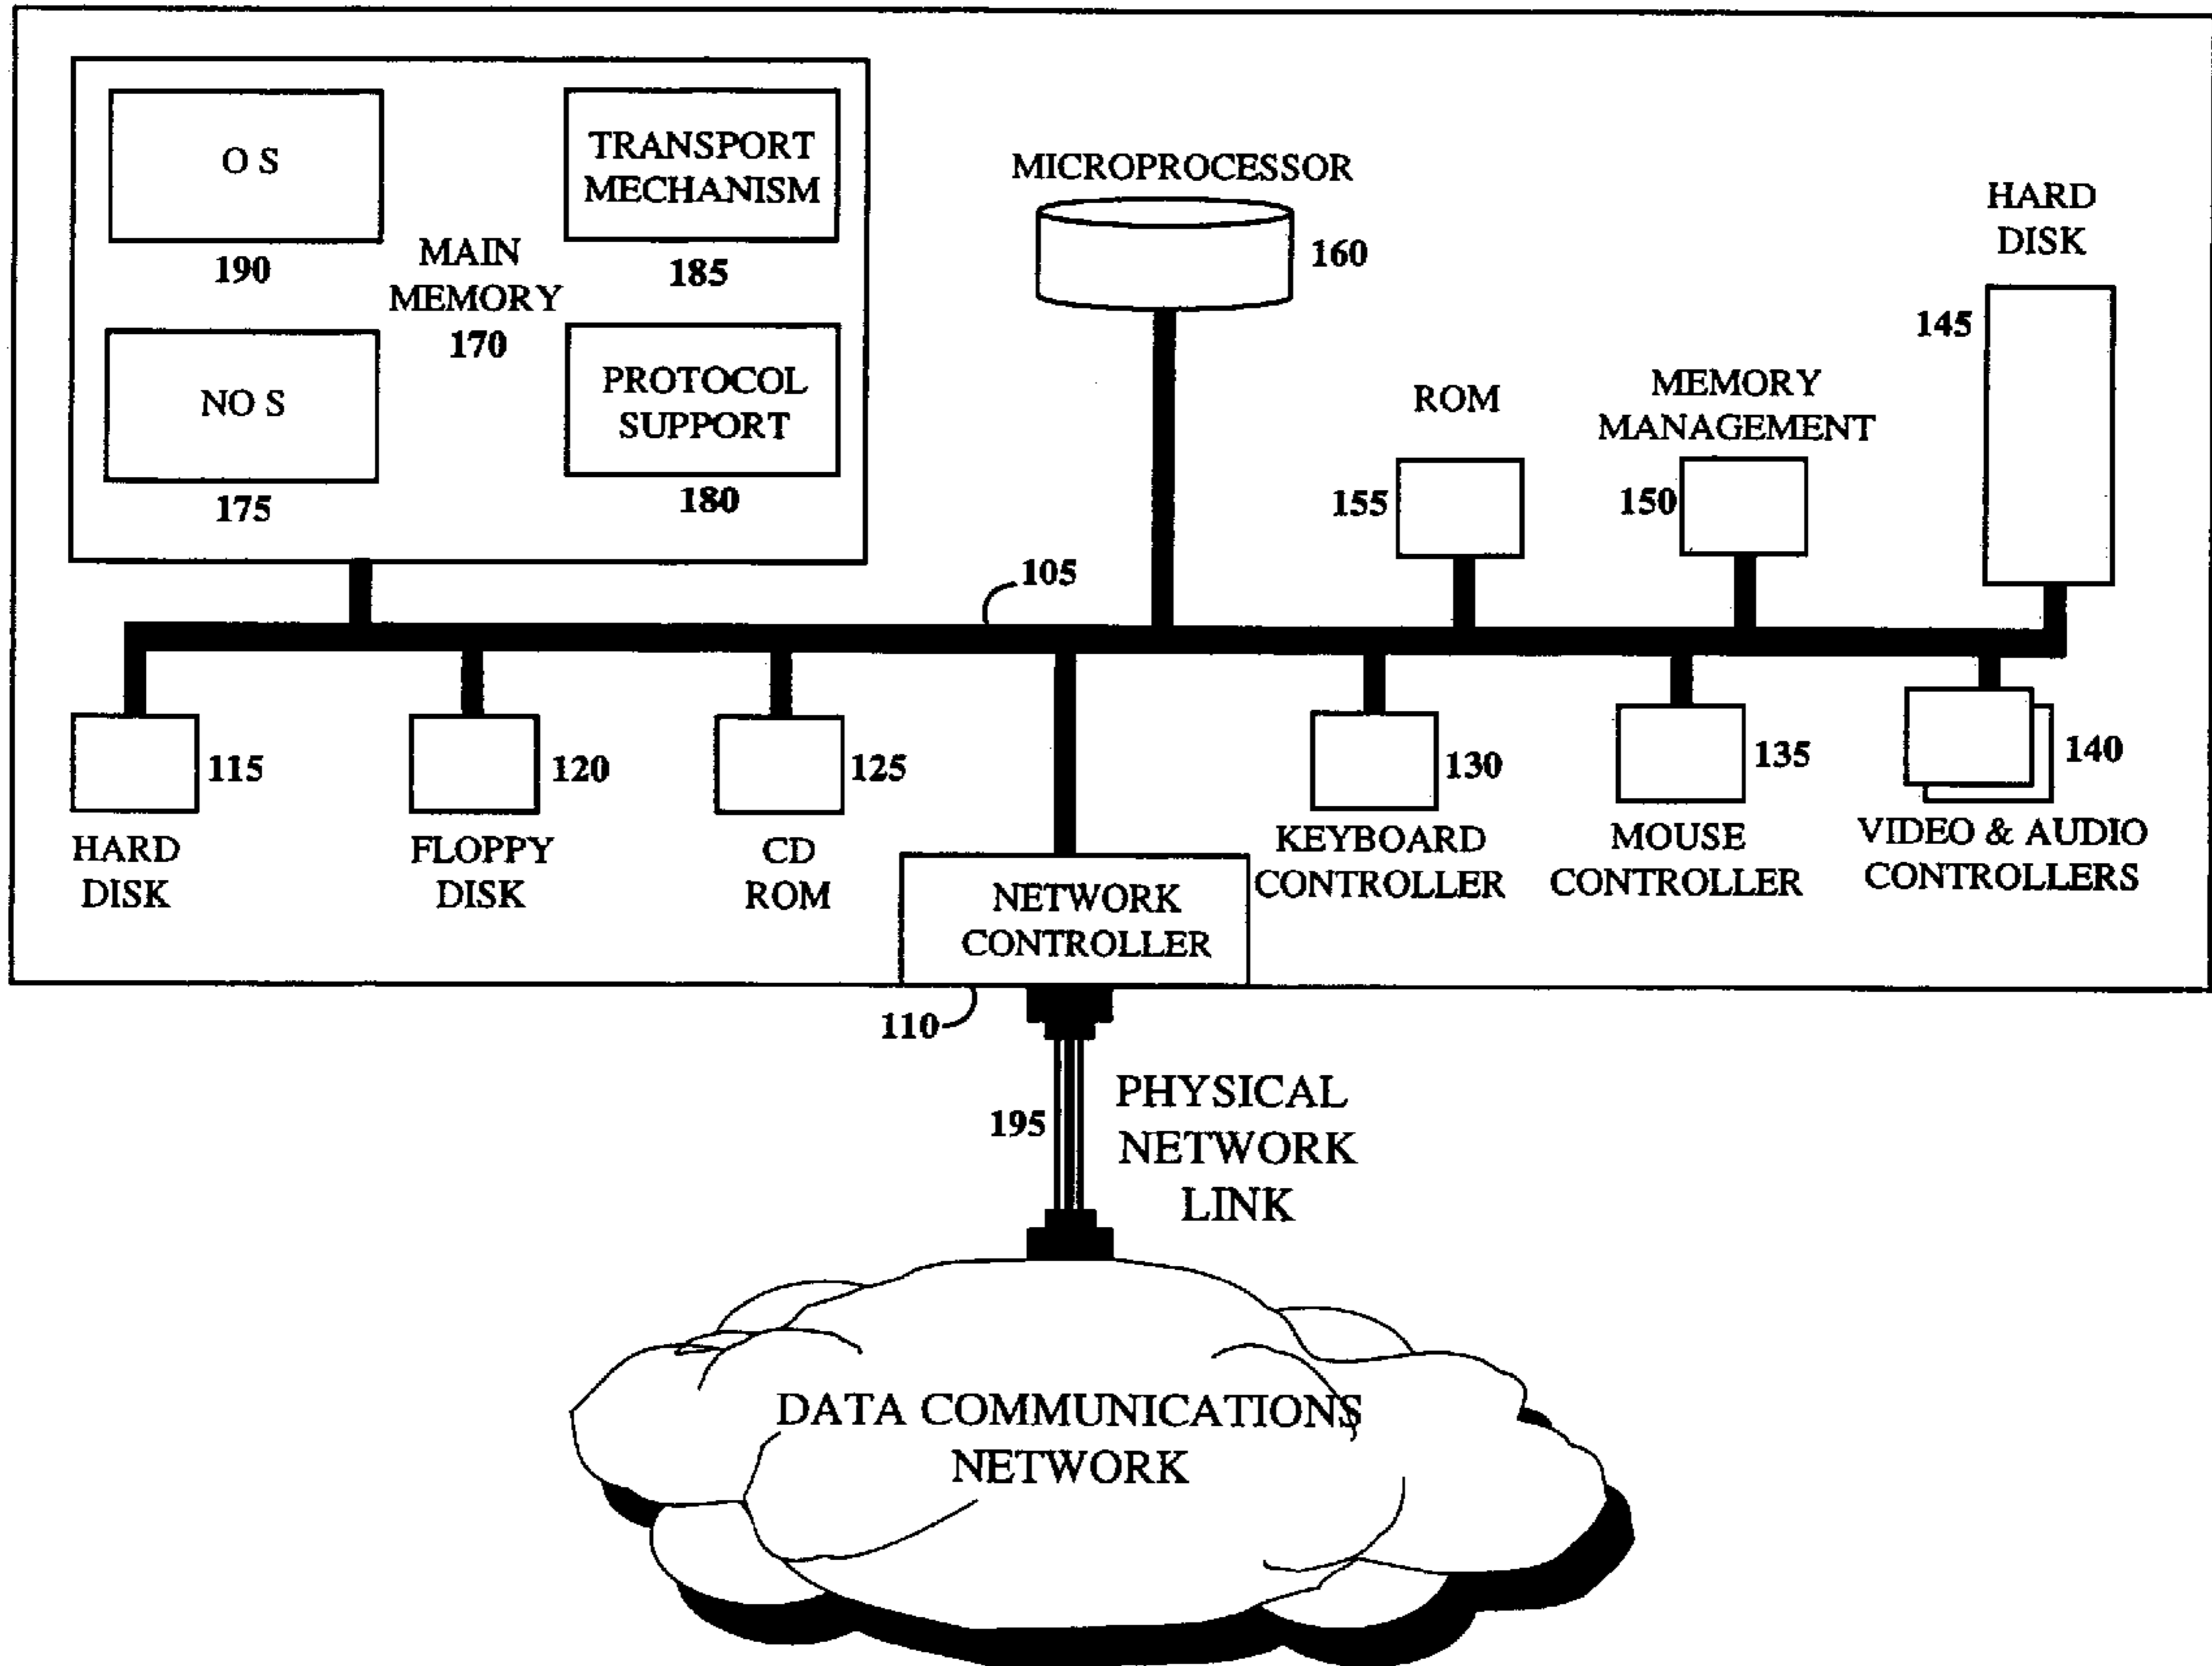 O S
190
TRANSPORT
MECHANISM
185
MAIN
MEMORY
170
NO S
175
PROTOCOL
SUPPORT
180
MICROPROCESSOR
160
HARD
DISK
145
ROM
155
MEMORY
MANAGEMENT
150
105
115
HARD
DISK
120
FLOPPY
DISK
125
CD
ROM
NETWORK
CONTROLLER
110
130
KEYBOARD
CONTROLLER
135
MOUSE
CONTROLLER
140
VIDEO & AUDIO
CONTROLLERS
195
PHYSICAL
NETWORK
LINK
DATA COMMUNICATIONS
NETWORK